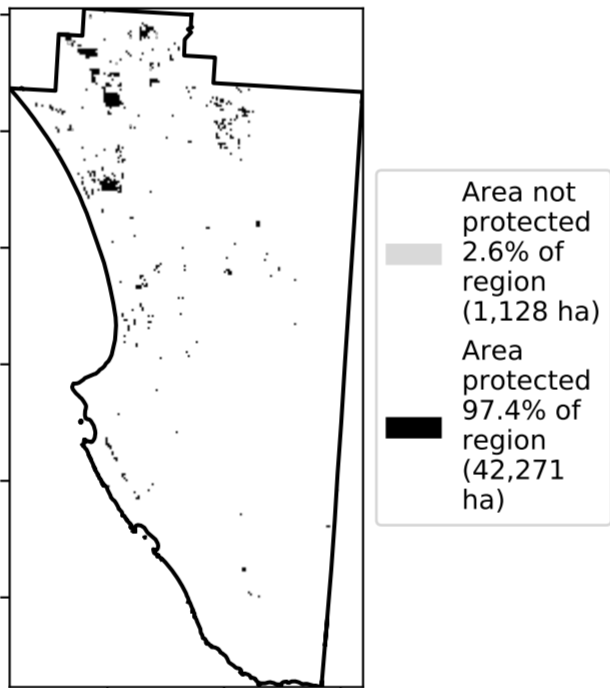 Area not
protected
2.6% of
region
(1,128 ha)
Area
protected
97.4% of
region
(42,271
ha)